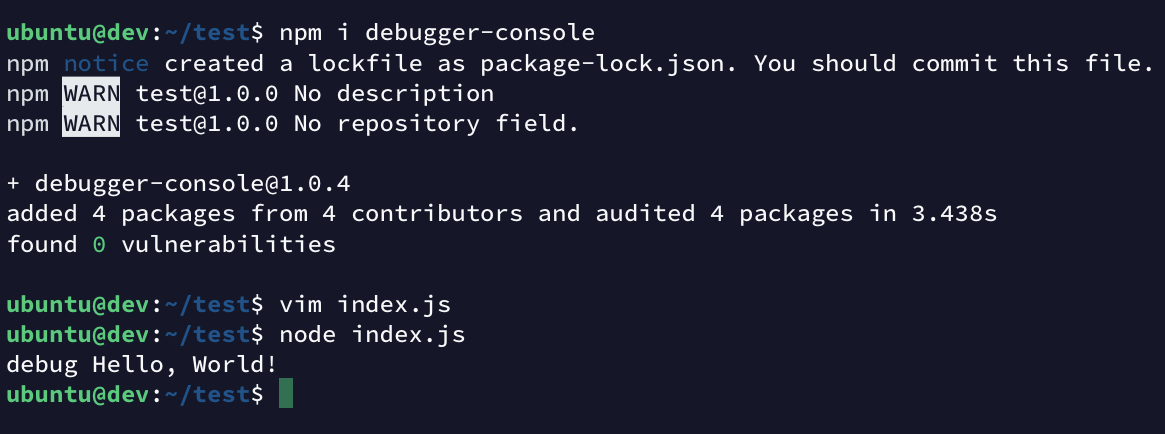 ubuntu@dev:~/test$ npm i debugger-console
npm notice created a lockfile as package-lock.json. You should commit this file.
npm WARN test@1.0.0 No description
npm WARN test@1.0.0 No repository field.
+ debugger-console@1.0.4
added 4 packages from 4 contributors and audited 4 packages in 3.438s
found 0 vulnerabilities
ubuntu@dev:~/test$ vim index.js
ubuntu@dev:~/test$ node index.js
debug Hello, World!
ubuntu@dev:~/test$